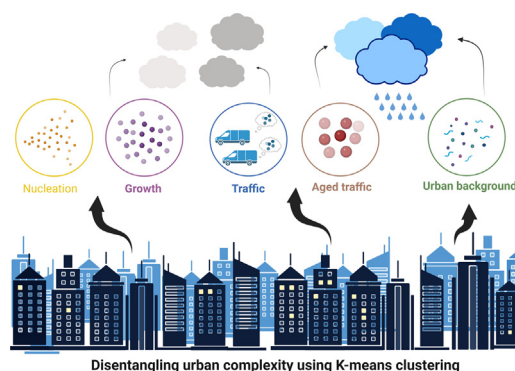 Nucleation
Growth
Traffic
Aged traffic
Urban background
Disentangling urban complexity using K-means clustering